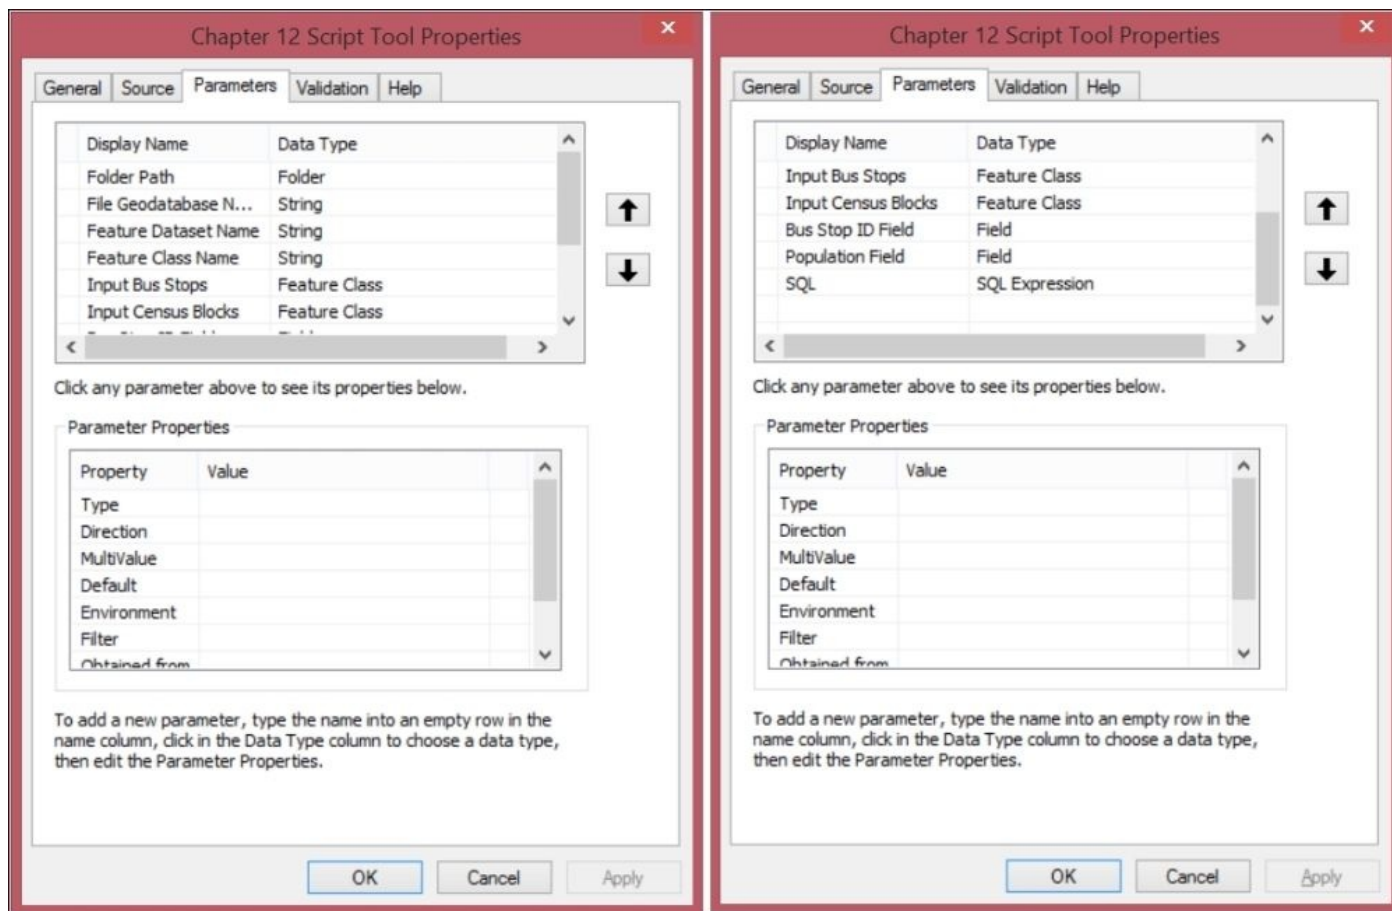 Chapter 12 Script Tool Properties
General Source Parameters Validation Help
Display Name Data Type
Folder Path Folder
File Geodatabase N... String
Feature Dataset Name String
Feature Class Name String
Input Bus Stops Feature Class
Input Census Blocks Feature Class
Click any parameter above to see its properties below.
Parameter Properties
Property Value
Type
Direction
MultiValue
Default
Environment
Filter
Obtained from
To add a new parameter, type the name into an empty row in the
name column, click in the Data Type column to choose a data type,
then edit the Parameter Properties.
OK Cancel Apply
Chapter 12 Script Tool Properties
General Source Parameters Validation Help
Display Name Data Type
Input Bus Stops Feature Class
Input Census Blocks Feature Class
Bus Stop ID Field Field
Population Field Field
SQL SQL Expression
Click any parameter above to see its properties below.
Parameter Properties
Property Value
Type
Direction
MultiValue
Default
Environment
Filter
Obtained from
To add a new parameter, type the name into an empty row in the
name column, click in the Data Type column to choose a data type,
then edit the Parameter Properties.
OK Cancel Apply